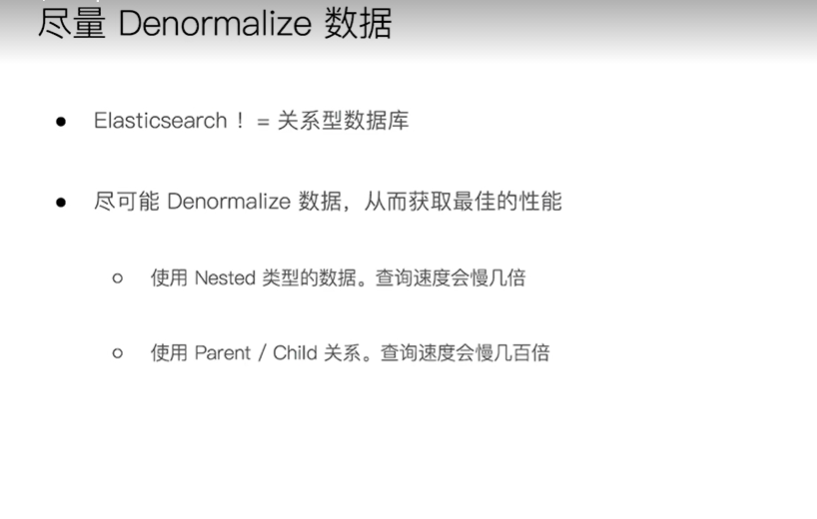 尽量 Denormalize 数据
● Elasticsearch ！= 关系型数据库
● 尽可能 Denormalize 数据，从而获取最佳的性能
○ 使用 Nested 类型的数据。查询速度会慢几倍
○ 使用 Parent / Child 关系。查询速度会慢几百倍